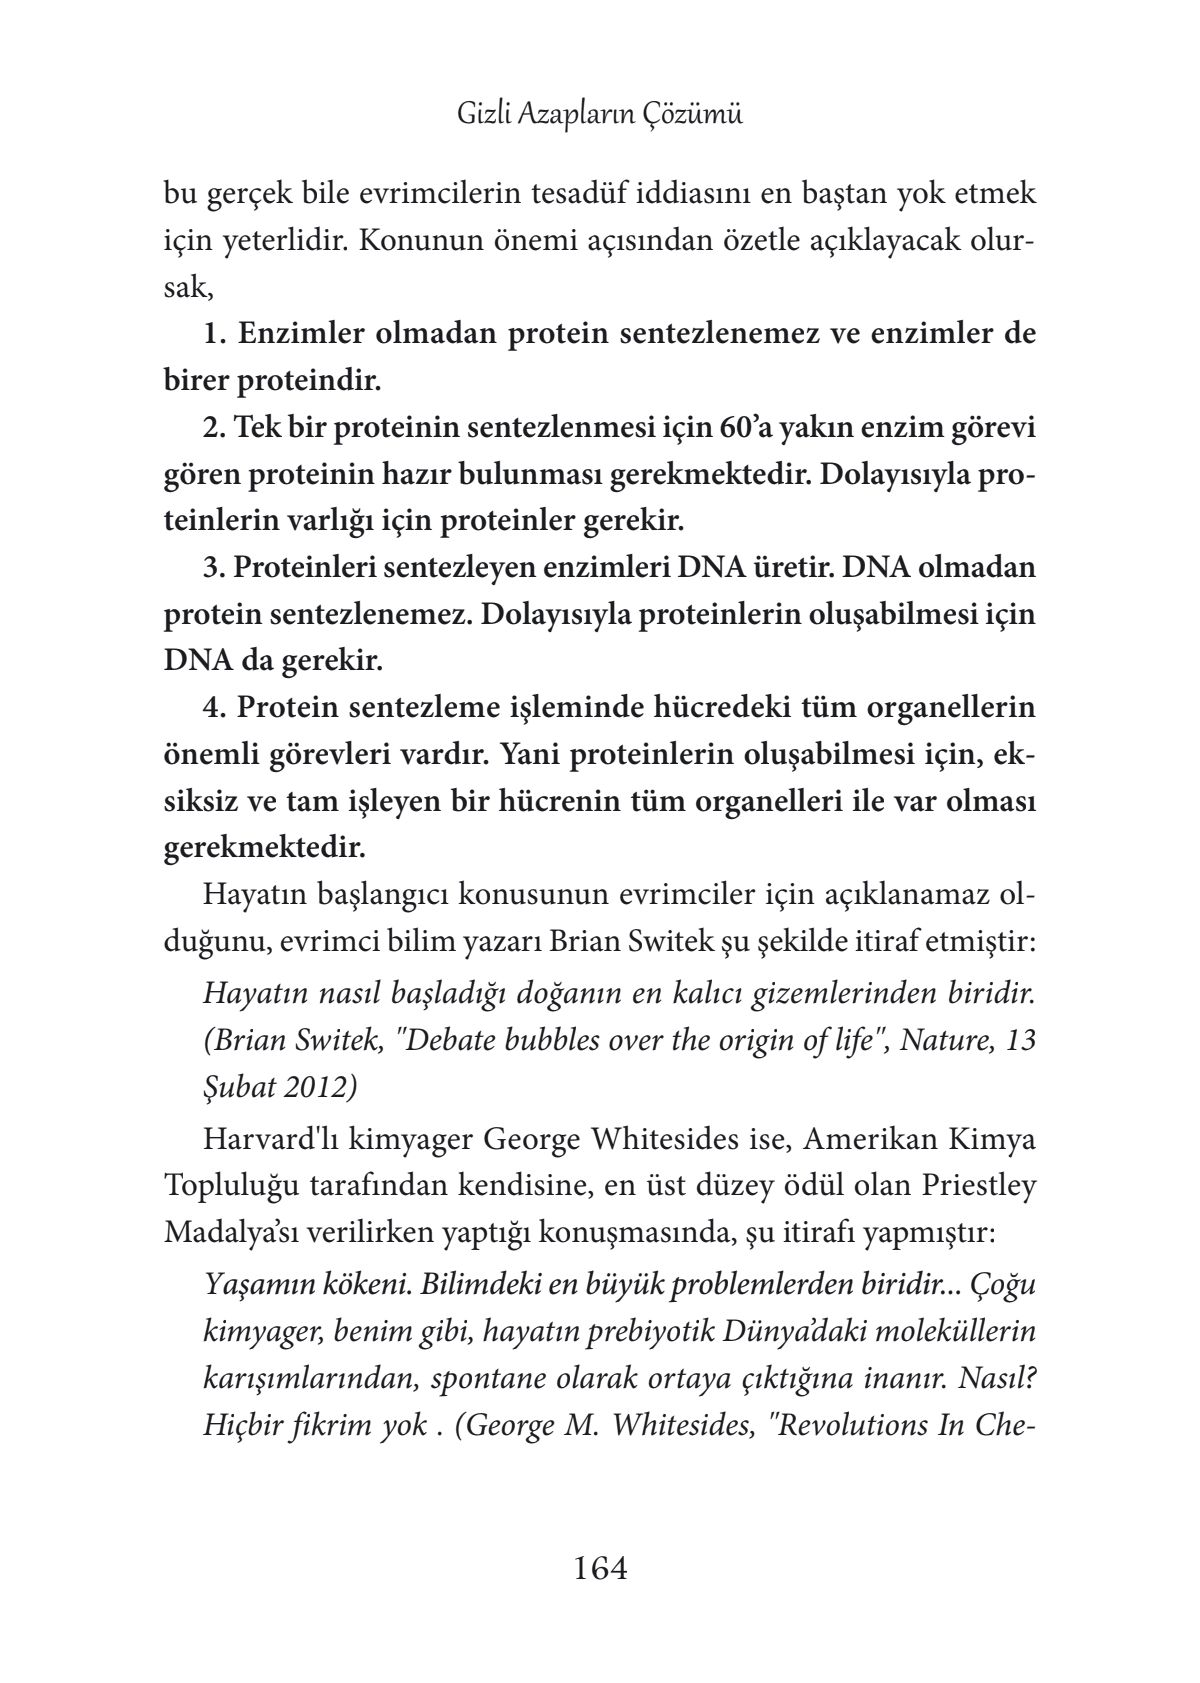 Gizli Azapların Çözümü
bu gerçek bile evrimcilerin tesadüf iddiasını en baştan yok etmek
için yeterlidir. Konunun önemi açısından özetle açıklayacak olur-
sak,
1. Enzimler olmadan protein sentezlenemez ve enzimler de
birer proteindir.
2. Tek bir proteinin sentezlenmesi için 60’a yakın enzim görevi
gören proteinin hazır bulunması gerekmektedir. Dolayısıyla pro-
teinlerin varlığı için proteinler gerekir.
3. Proteinleri sentezleyen enzimleri DNA üretir. DNA olmadan
protein sentezlenemez. Dolayısıyla proteinlerin oluşabilmesi için
DNA da gerekir.
4. Protein sentezleme işleminde hücredeki tüm organellerin
önemli görevleri vardır. Yani proteinlerin oluşabilmesi için, ek-
siksiz ve tam işleyen bir hücrenin tüm organelleri ile var olması
gerekmektedir.
Hayatın başlangıcı konusunun evrimciler için açıklanamaz ol-
duğunu, evrimci bilim yazarı Brian Switek şu şekilde itiraf etmiştir:
Hayatın nasıl başladığı doğanın en kalıcı gizemlerinden biridir.
(Brian Switek, "Debate bubbles over the origin of life", Nature, 13
Şubat 2012)
Harvard'lı kimyager George Whitesides ise, Amerikan Kimya
Topluluğu tarafından kendisine, en üst düzey ödül olan Priestley
Madalya’sı verilirken yaptığı konuşmasında, şu itirafı yapmıştır:
Yaşamın kökeni. Bilimdeki en büyük problemlerden biridir... Çoğu
kimyager, benim gibi, hayatın prebiyotik Dünya’daki moleküllerin
karışımlarından, spontane olarak ortaya çıktığına inanır. Nasıl?
Hiçbir fikrim yok . (George M. Whitesides, "Revolutions In Che-
164